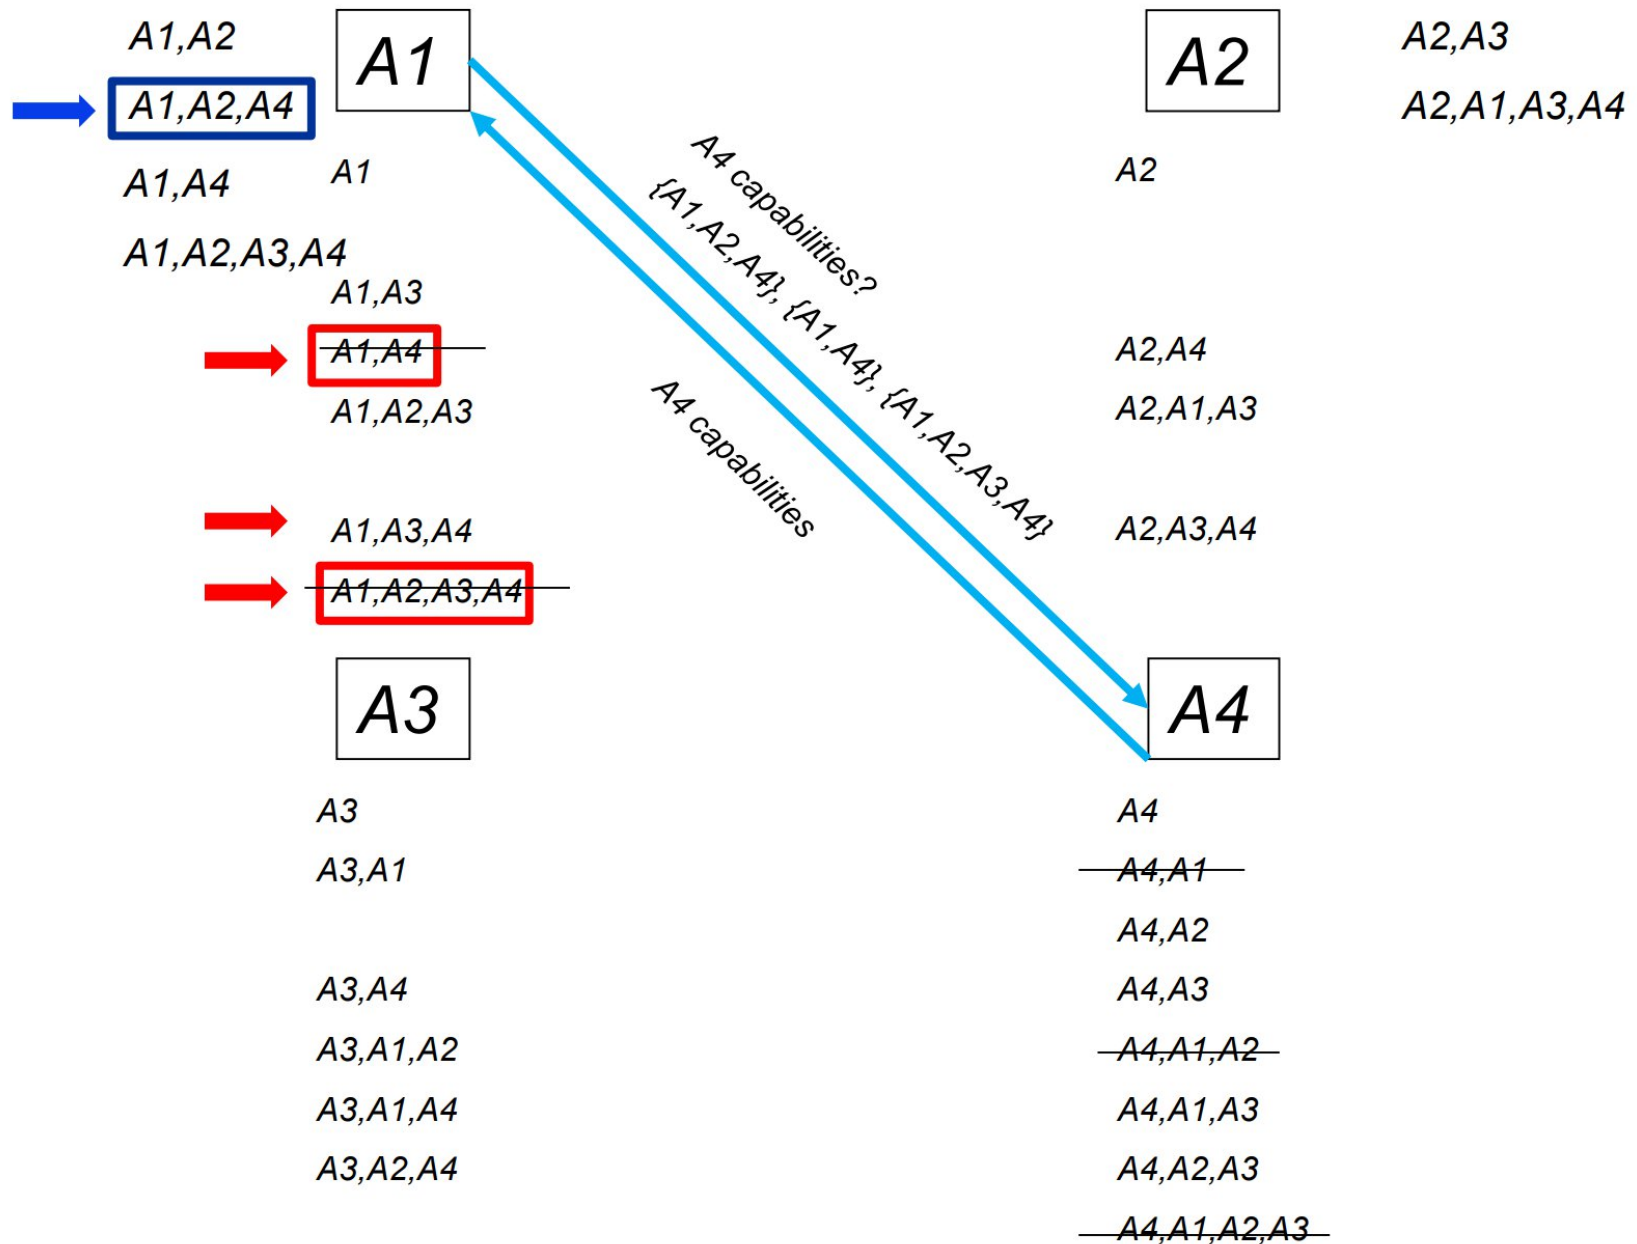 A1,A2
A1,A2,A4
A1,A4
A1,A2,A3,A4
A1
A1
A1,A3
A1,A4
A1,A2,A3
A1,A3,A4
A1,A2,A3,A4
A4 capabilities?
{A1,A2,A4}, {A1,A4}, {A1,A2,A3,A4}
A4 capabilities
A2
A2
A2,A4
A2,A1,A3
A2,A3,A4
A2,A3
A2,A1,A3,A4
A3
A3
A3,A1
A3,A4
A3,A1,A2
A3,A1,A4
A3,A2,A4
A4
A4
A4,A1
A4,A2
A4,A3
A4,A1,A2
A4,A1,A3
A4,A2,A3
A4,A1,A2,A3